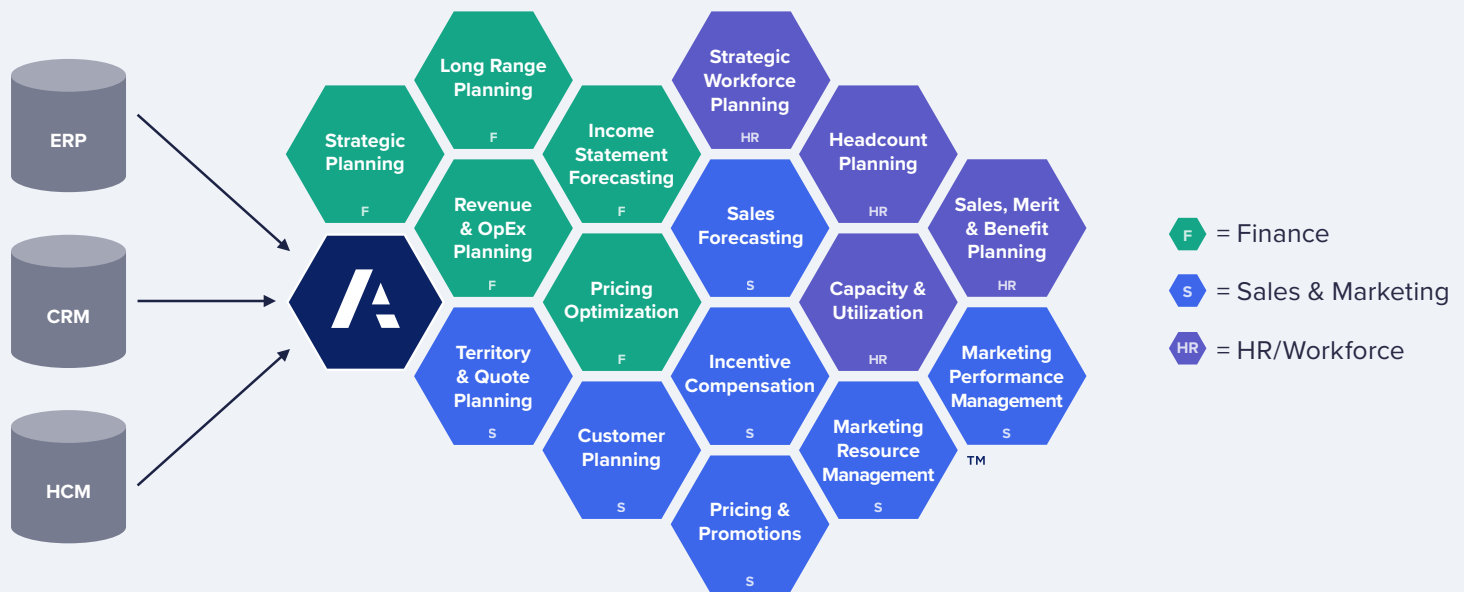 ERP
CRM
HCM
Strategic
Planning
F
Long Range
Planning
F
Revenue
& OpEx
Planning
F
Territory
& Quote
Planning
S
Income
Statement
Forecasting
F
Pricing
Optimization
F
Customer
Planning
S
Strategic
Workforce
Planning
HR
Sales
Forecasting
S
Incentive
Compensation
S
Pricing &
Promotions
S
Headcount
Planning
HR
Capacity &
Utilization
HR
Marketing
Resource
Management
S
Sales, Merit
& Benefit
Planning
HR
Marketing
Performance
Management
S
TM
F = Finance
S = Sales & Marketing
HR = HR/Workforce